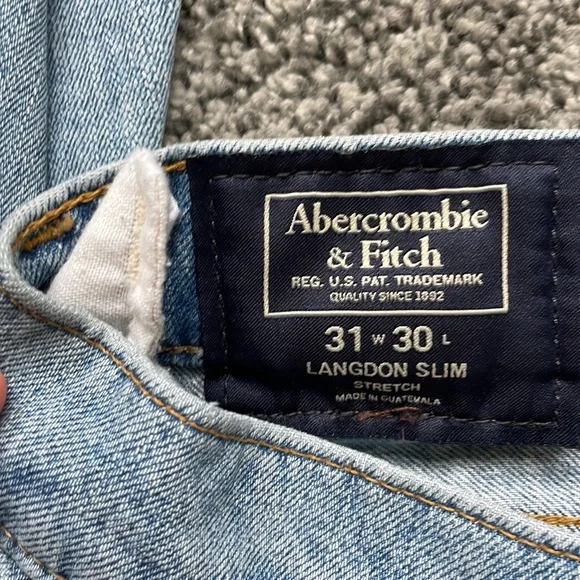 Abercrombie
& Fitch
REG. U.S. PAT. TRADEMARK
QUALITY SINCE 1892
31 W 30 L
LANGDON SLIM
STRETCH
MADE IN GUATEMALA